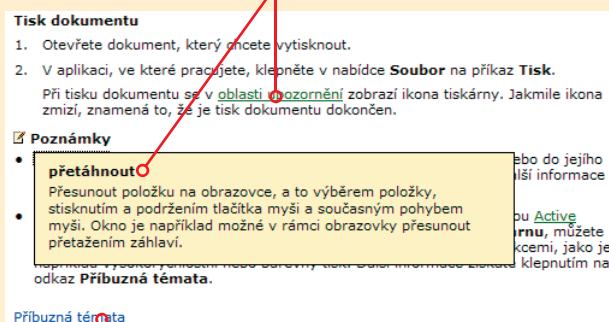 Tisk dokumentu
1. Otevřete dokument, který chcete vytisknout.
2. V aplikaci, ve které pracujete, klepněte v nabídce Soubor na příkaz Tisk.
Při tisku dokumentu se v oblasti upozornění zobrazí ikona tiskárny. Jakmile ikona
zmizí, znamená to, že je tisk dokumentu dokončen.
Poznámky
ebo do jejího
přetáhnout
lší informace
Přesunout položku na obrazovce, a to výběrem položky,
stisknutím a podržením tlačítka myši a současným pohybem
myši. Okno je například možné v rámci obrazovky přesunout
přetažením záhlaví.
ou Active
rnu, můžete
kcemi, jako je
klepnutím na
odkaz Příbuzná témata.
Příbuzná témata